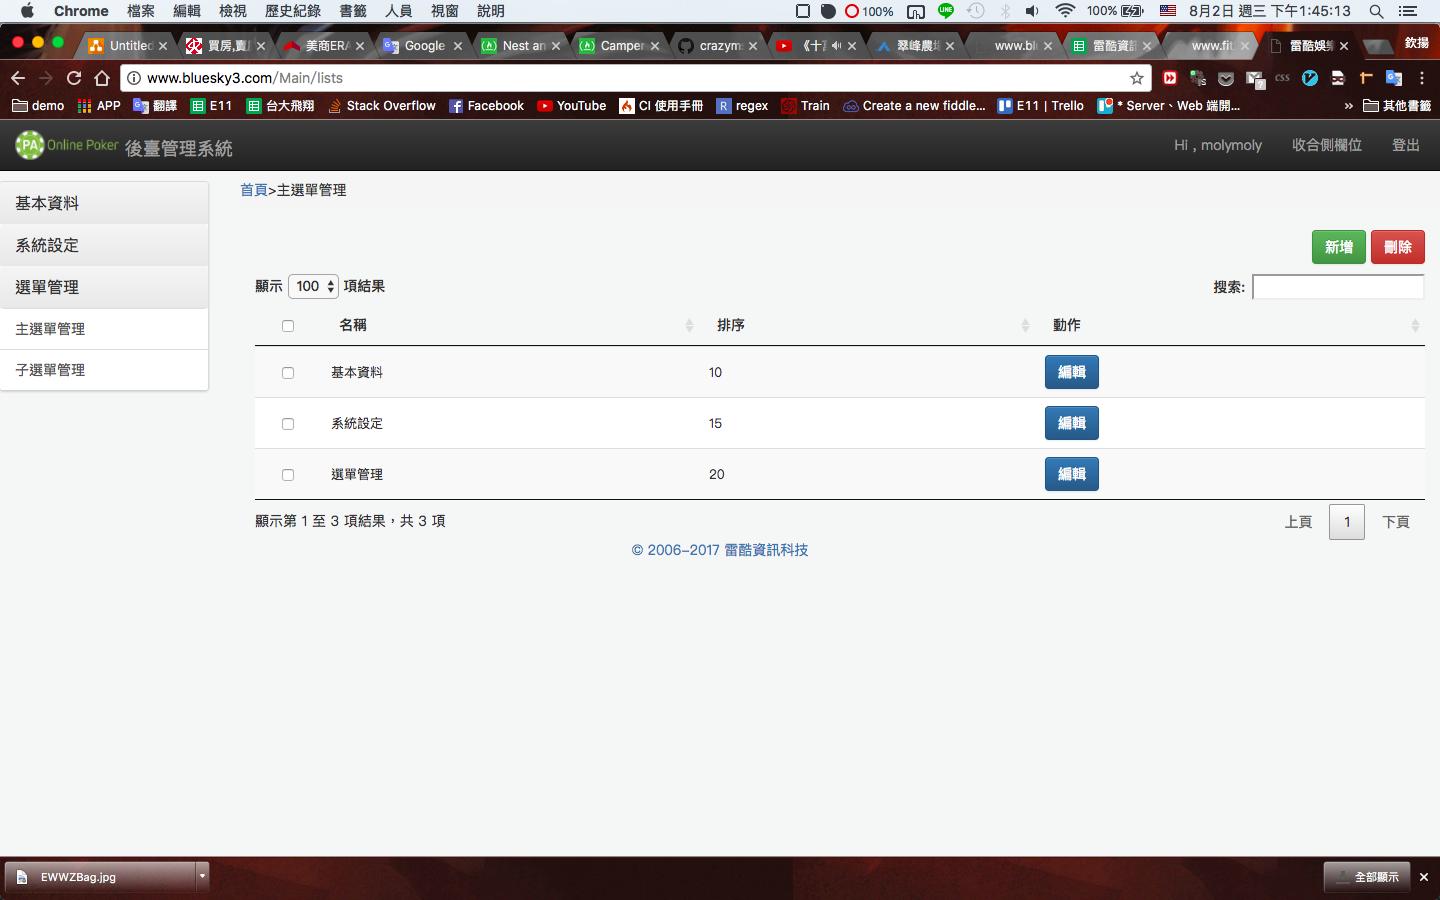 Chrome 檔案 編輯 檢視 歷史紀錄 書籤 人員 視窗 說明 100% LINE 100% 8月2日 週三 下午1:45:13
Untitled 買房,賣 美商ERA Google Nest an Camper crazym 《十 翠峰農 www.bl 雷酷資訊 www.fit 雷酷娛樂 欽揚
www.bluesky3.com/Main/lists
demo APP 翻譯 E11 台大飛翔 Stack Overflow Facebook YouTube CI 使用手冊 regex Train Create a new fiddle... E11 | Trello * Server、Web 端開... » 其他書籤
PA Online Poker 後臺管理系統 Hi , molymoly 收合側欄位 登出
基本資料
系統設定
選單管理
主選單管理
子選單管理
首頁>主選單管理
新增 刪除
顯示 100 項結果 搜索:
名稱 排序 動作
基本資料 10 編輯
系統設定 15 編輯
選單管理 20 編輯
顯示第 1 至 3 項結果，共 3 項 上頁 1 下頁
© 2006-2017 雷酷資訊科技
EWWZBag.jpg 全部顯示